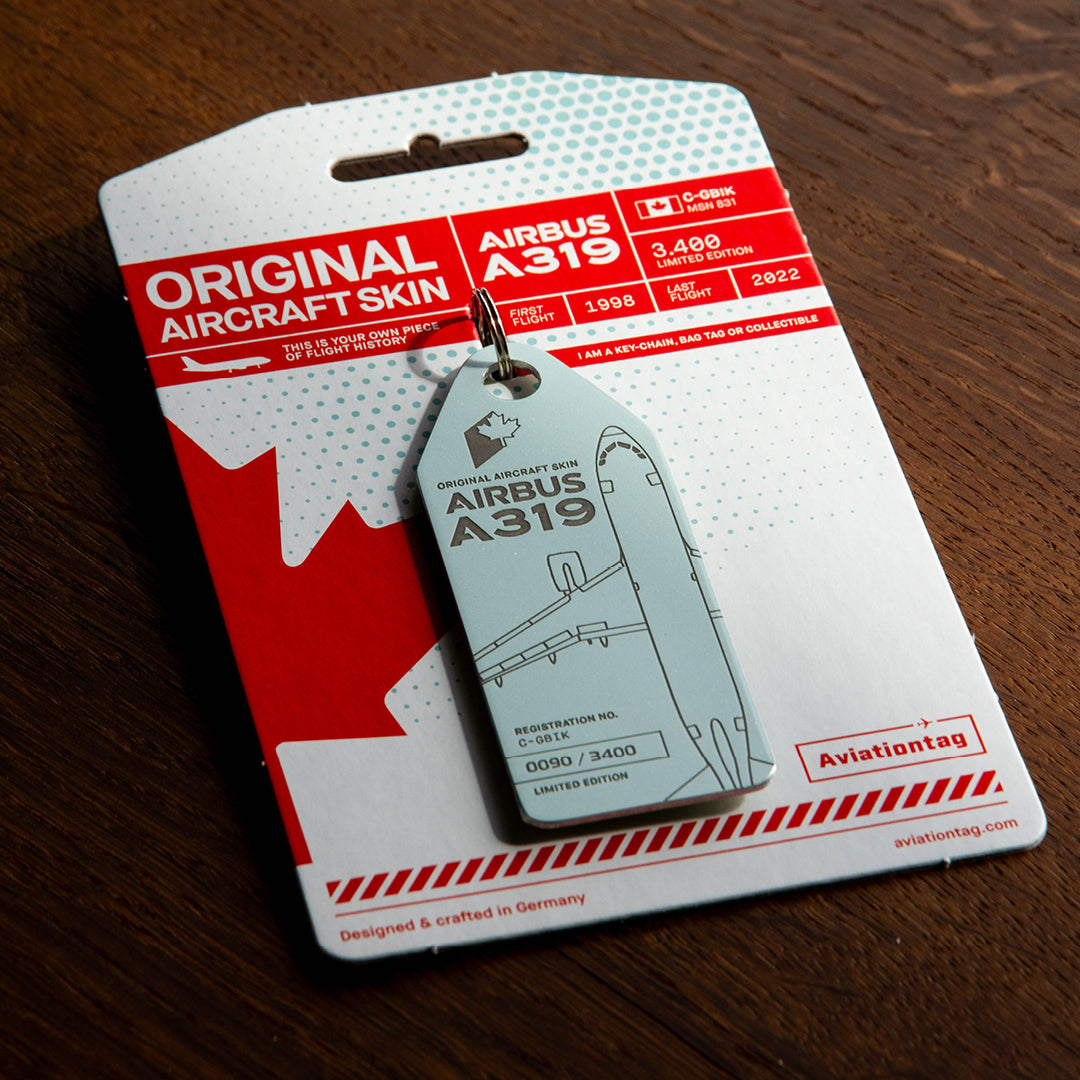 ORIGINAL
AIRCRAFT SKIN
THIS IS YOUR OWN PIECE
OF FLIGHT HISTORY
AIRBUS
A319
C-GBIK
MSN 831
3.400
LIMITED EDITION
FIRST
FLIGHT
1998
LAST
FLIGHT
2022
I AM A KEY-CHAIN, BAG TAG OR COLLECTIBLE
ORIGINAL AIRCRAFT SKIN
AIRBUS
A319
REGISTRATION NO.
C-GBIK
0090 / 3400
LIMITED EDITION
Aviationtag
aviationtag.com
Designed & crafted in Germany